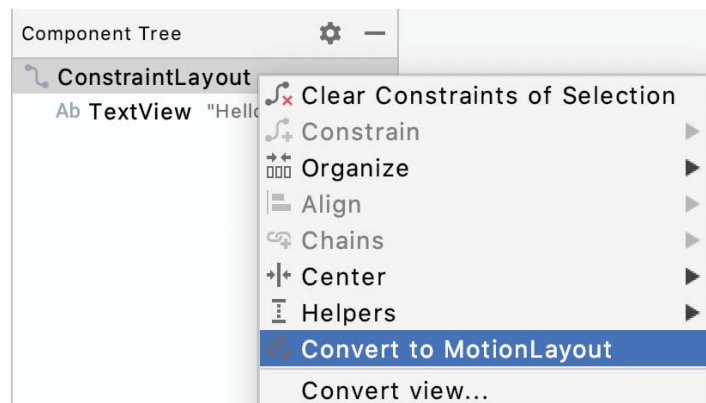 Component Tree
ConstraintLayout
Ab TextView
Clear Constraints of Selection
Constrain
Organize
Align
Chains
Center
Helpers
Convert to MotionLayout
Convert view...